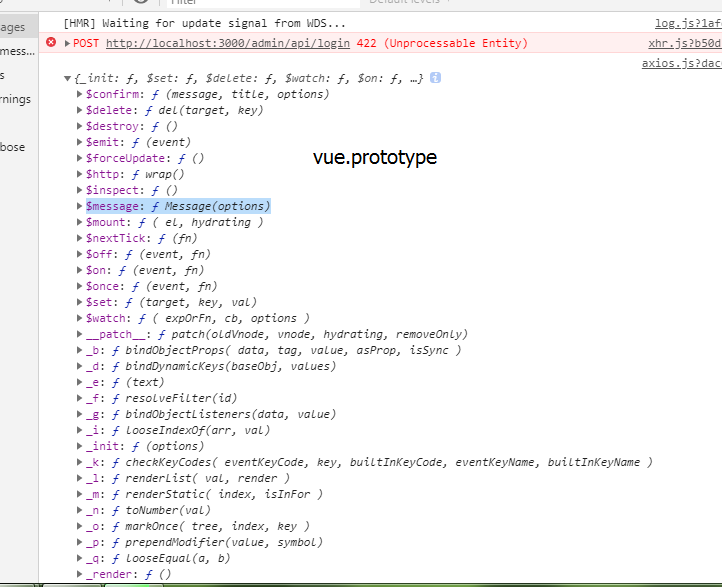 Filter
Default levels
ages
[HMR] Waiting for update signal from WDS...
log.js?1afd
mess...
POST http://localhost:3000/admin/api/login 422 (Unprocessable Entity)
xhr.js?b50d
s
axios.js?dac
{_init: ƒ, $set: ƒ, $delete: ƒ, $watch: ƒ, $on: ƒ, …}
rnings
$confirm: ƒ (message, title, options)
$delete: ƒ del(target, key)
$destroy: ƒ ()
bose
$emit: ƒ (event)
$forceUpdate: ƒ ()
vue.prototype
$http: ƒ wrap()
$inspect: ƒ ()
$message: ƒ Message(options)
$mount: ƒ ( el, hydrating )
$nextTick: ƒ (fn)
$off: ƒ (event, fn)
$on: ƒ (event, fn)
$once: ƒ (event, fn)
$set: ƒ (target, key, val)
$watch: ƒ ( expOrFn, cb, options )
__patch__: ƒ patch(oldVnode, vnode, hydrating, removeOnly)
_b: ƒ bindObjectProps( data, tag, value, asProp, isSync )
_d: ƒ bindDynamicKeys(baseObj, values)
_e: ƒ (text)
_f: ƒ resolveFilter(id)
_g: ƒ bindObjectListeners(data, value)
_i: ƒ looseIndexOf(arr, val)
_init: ƒ (options)
_k: ƒ checkKeyCodes( eventKeyCode, key, builtInKeyCode, eventKeyName, builtInKeyName )
_l: ƒ renderList( val, render )
_m: ƒ renderStatic( index, isInFor )
_n: ƒ toNumber(val)
_o: ƒ markOnce( tree, index, key )
_p: ƒ prependModifier(value, symbol)
_q: ƒ looseEqual(a, b)
_render: ƒ ()